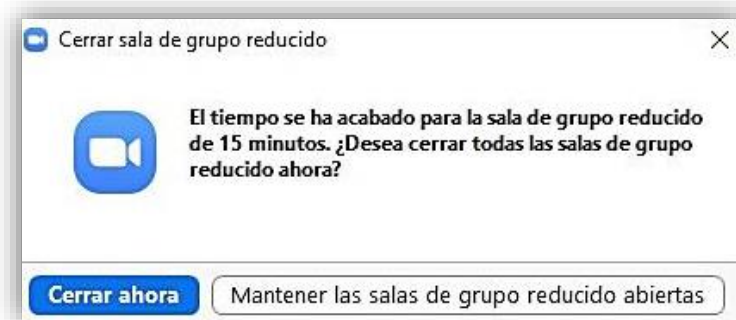 Cerrar sala de grupo reducido
El tiempo se ha acabado para la sala de grupo reducido
de 15 minutos. ¿Desea cerrar todas las salas de grupo
reducido ahora?
Cerrar ahora
Mantener las salas de grupo reducido abiertas